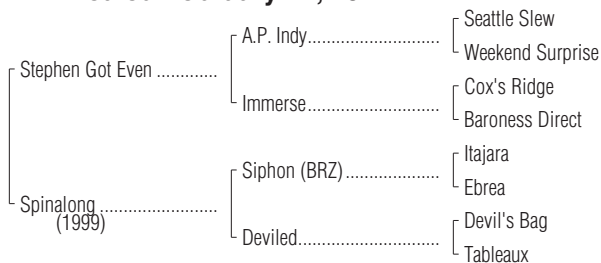 Seattle Slew
A.P. Indy
Weekend Surprise
Stephen Got Even
Cox's Ridge
Immerse
Baroness Direct
Itajara
Siphon (BRZ)
Ebrea
Spinalong
(1999)
Devil's Bag
Deviled
Tableaux